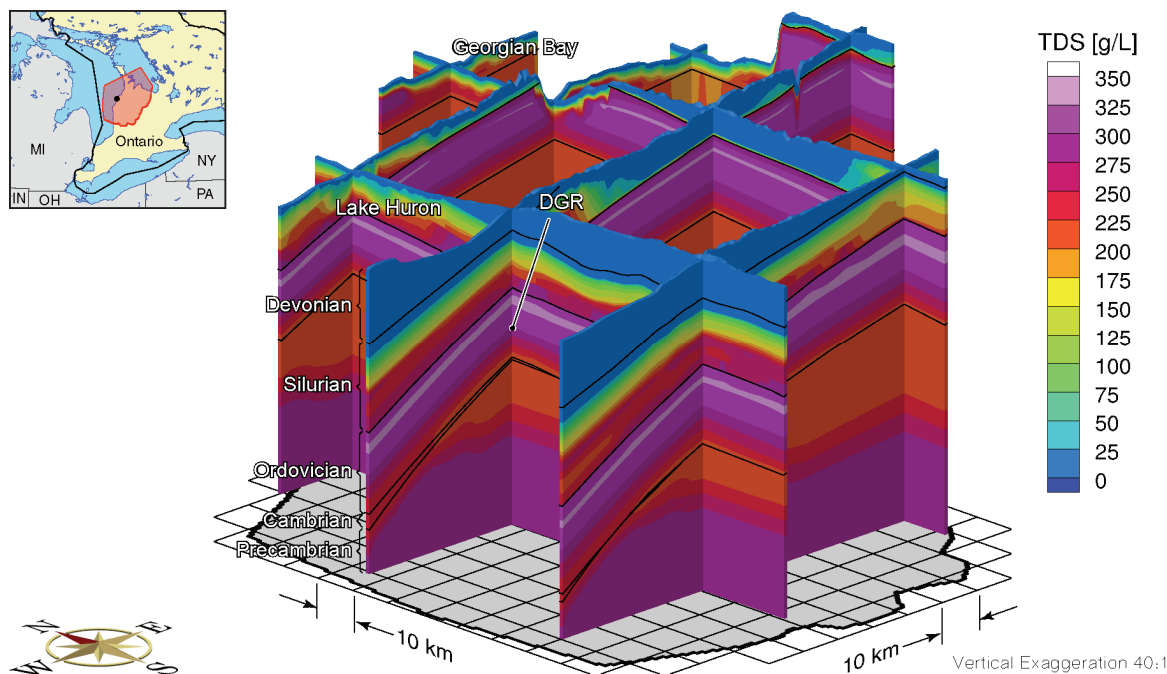 MI
Ontario
NY
PA
IN
OH
Georgian Bay
Lake Huron
DGR
Devonian
Silurian
Ordovician
Cambrian
Precambrian
10 km
10 km
N
E
W
S
TDS [g/L]
350
325
300
275
250
225
200
175
150
125
100
75
50
25
0
Vertical Exaggeration 40:1